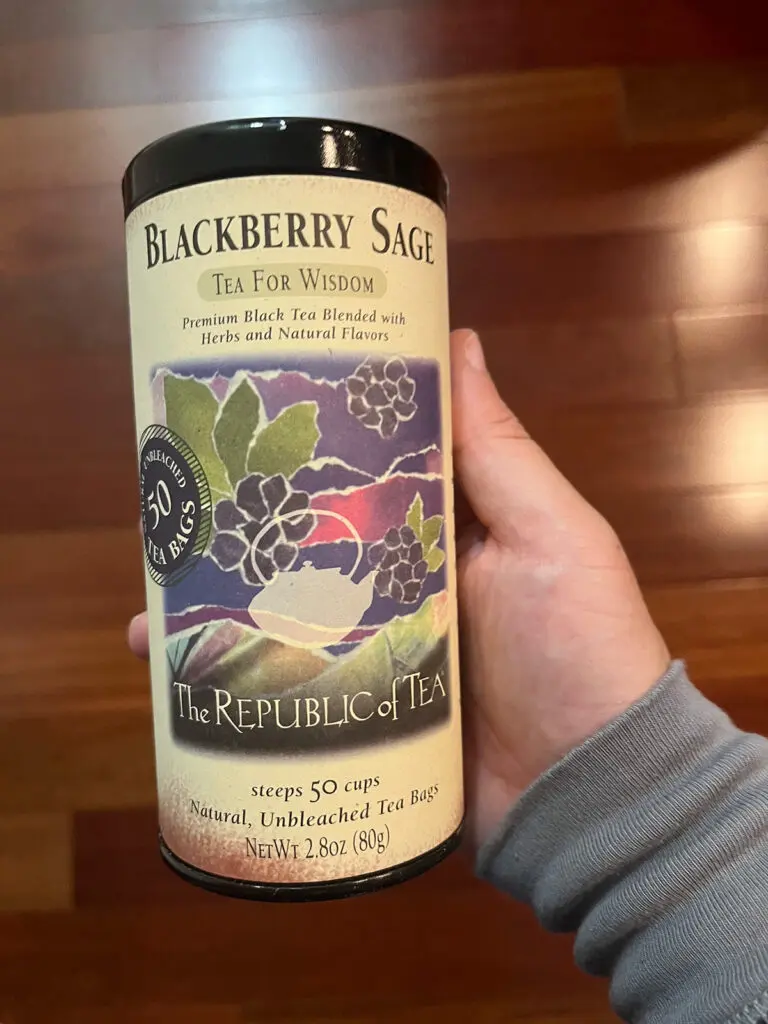 BLACKBERRY SAGE
TEA FOR WISDOM
Premium Black Tea Blended with
Herbs and Natural Flavors
UNBLEACHED
50
TEA BAGS
The REPUBLIC of TEA
steeps 50 cups
Natural, Unbleached Tea Bags
NETWT 2.8OZ (80g)